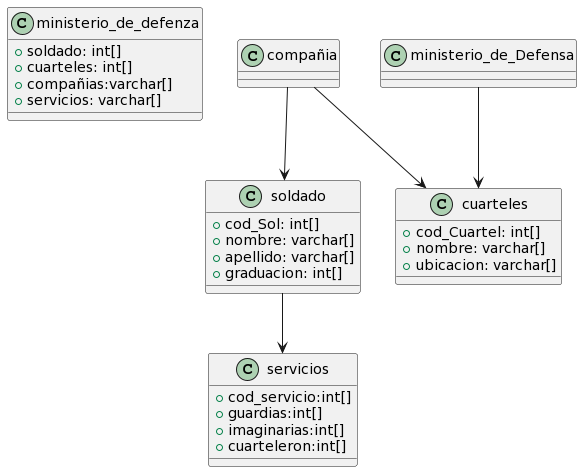 C ministerio_de_defenza
soldado: int[]
cuarteles: int[]
compañias:varchar[]
servicios: varchar[]
C compañia
C ministerio_de_Defensa
C soldado
cod_Sol: int[]
nombre: varchar[]
apellido: varchar[]
graduacion: int[]
C cuarteles
cod_Cuartel: int[]
nombre: varchar[]
ubicacion: varchar[]
C servicios
cod_servicio:int[]
guardias:int[]
imaginarias:int[]
cuarteleron:int[]